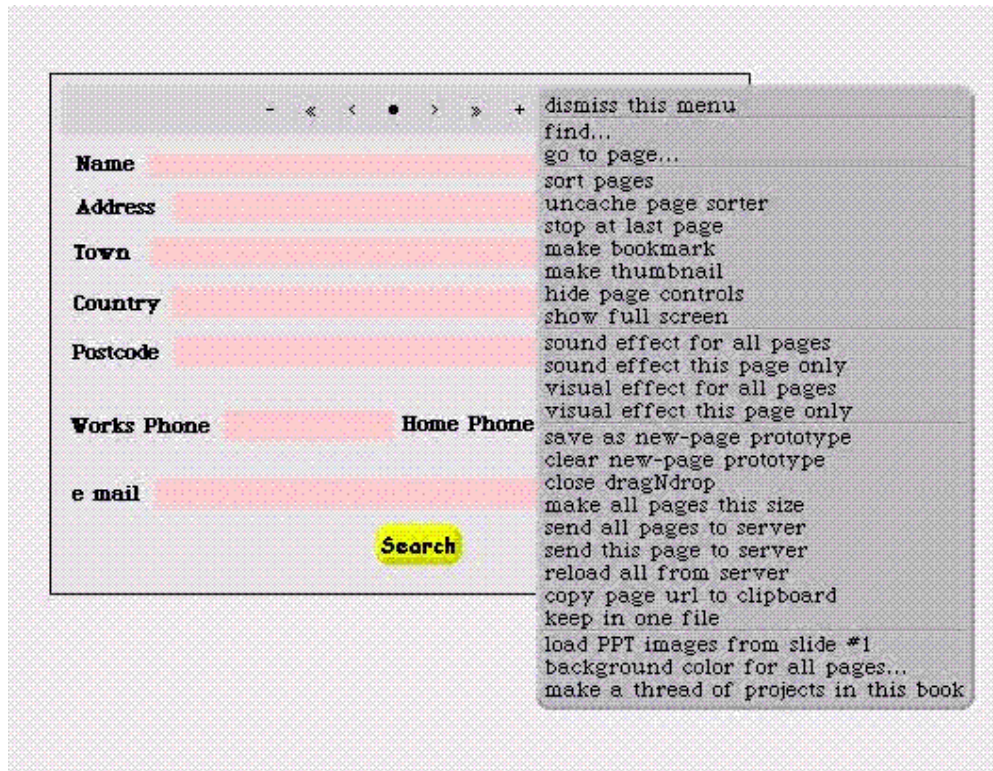 - « < • > » +
Name
Address
Town
Country
Postcode
Works Phone Home Phone
e mail
Search
dismiss this menu
find...
go to page...
sort pages
uncache page sorter
stop at last page
make bookmark
make thumbnail
hide page controls
show full screen
sound effect for all pages
sound effect this page only
visual effect for all pages
visual effect this page only
save as new-page prototype
clear new-page prototype
close dragNdrop
make all pages this size
send all pages to server
send this page to server
reload all from server
copy page url to clipboard
keep in one file
load PPT images from slide #1
background color for all pages...
make a thread of projects in this book